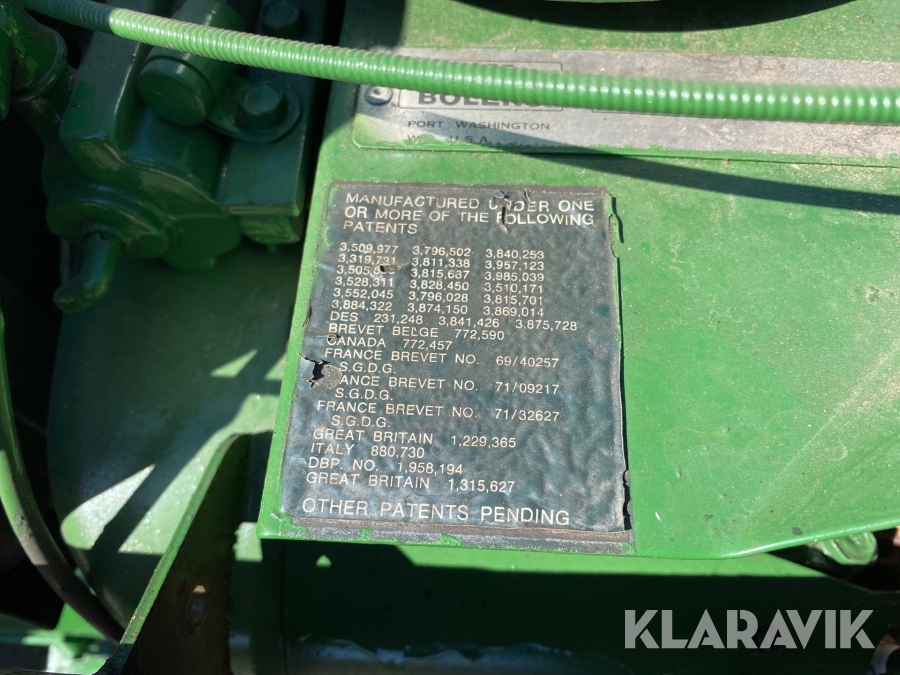 BOLENS
PORT WASHINGTON
U.S.A.
MANUFACTURED UNDER ONE
OR MORE OF THE FOLLOWING
PATENTS
3,509,977 3,796,502 3,840,253
3,319,731 3,811,338 3,957,123
3,815,687 3,985,039
3,528,311 3,828,450 3,510,171
3,552,045 3,796,028 3,815,701
3,884,322 3,874,150 3,869,014
DES 231,248 3,841,426 3,875,728
BREVET BELGE 772,590
CANADA 772,457
FRANCE BREVET NO. 69/40257
S.G.D.G.
ANCE BREVET NO. 71/09217
S.G.D.G.
FRANCE BREVET NO. 71/32627
S.G.D.G.
GREAT BRITAIN 1,229,365
ITALY 880,730
DBP. NO. 1,958,194
GREAT BRITAIN 1,315,627
OTHER PATENTS PENDING
KLARAVIK